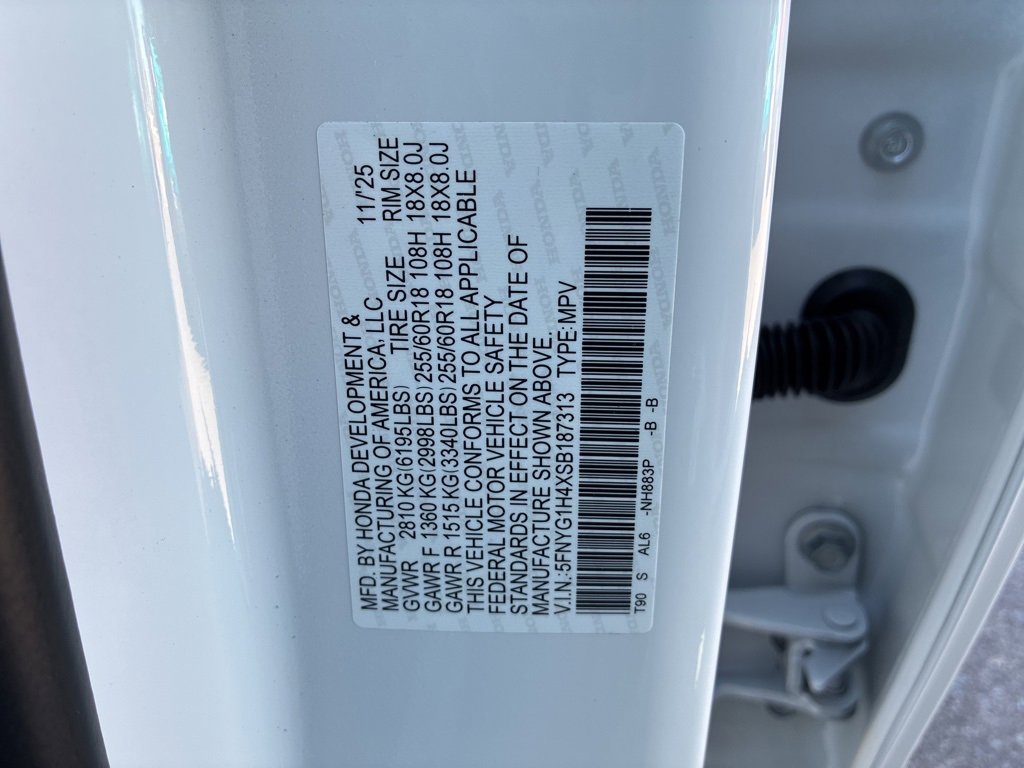 MFD. BY HONDA DEVELOPMENT &
MANUFACTURING OF AMERICA, LLC 11/'25
GVWR 2810 KG(6195LBS) TIRE SIZE RIM SIZE
GAWR F 1360 KG(2998LBS) 255/60R18 108H 18X8.0J
GAWR R 1515 KG(3340LBS) 255/60R18 108H 18X8.0J
THIS VEHICLE CONFORMS TO ALL APPLICABLE
FEDERAL MOTOR VEHICLE SAFETY
STANDARDS IN EFFECT ON THE DATE OF
MANUFACTURE SHOWN ABOVE.
V.I.N.:5FNYG1H4XSB187313 TYPE:MPV
T90 S AL6 -NH883P -B -B